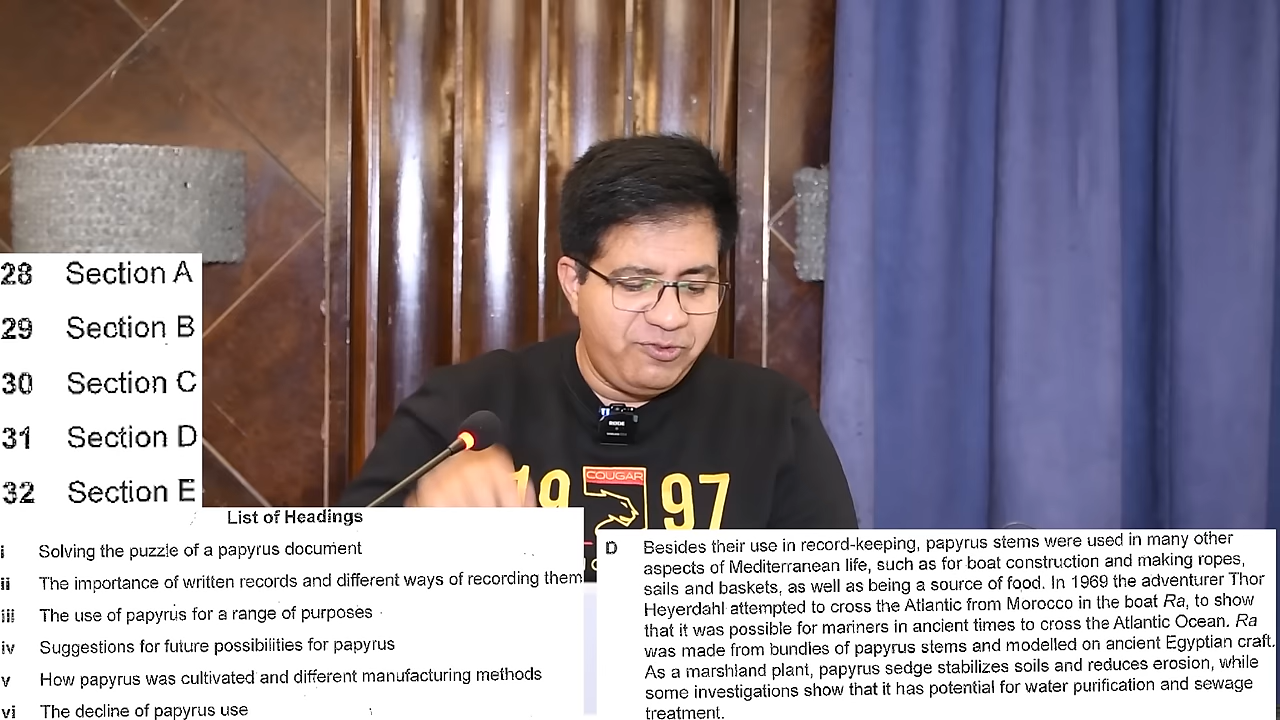 28 Section A
29 Section B
30 Section C
31 Section D
32 Section E
List of Headings
i Solving the puzzle of a papyrus document
ii The importance of written records and different ways of recording them
iii The use of papyrus for a range of purposes
iv Suggestions for future possibilities for papyrus
v How papyrus was cultivated and different manufacturing methods
vi The decline of papyrus use
RODE
19 COUGAR 97
D Besides their use in record-keeping, papyrus stems were used in many other
aspects of Mediterranean life, such as for boat construction and making ropes,
sails and baskets, as well as being a source of food. In 1969 the adventurer Thor
Heyerdahl attempted to cross the Atlantic from Morocco in the boat Ra, to show
that it was possible for mariners in ancient times to cross the Atlantic Ocean. Ra
was made from bundles of papyrus stems and modelled on ancient Egyptian craft.
As a marshland plant, papyrus sedge stabilizes soils and reduces erosion, while
some investigations show that it has potential for water purification and sewage
treatment.